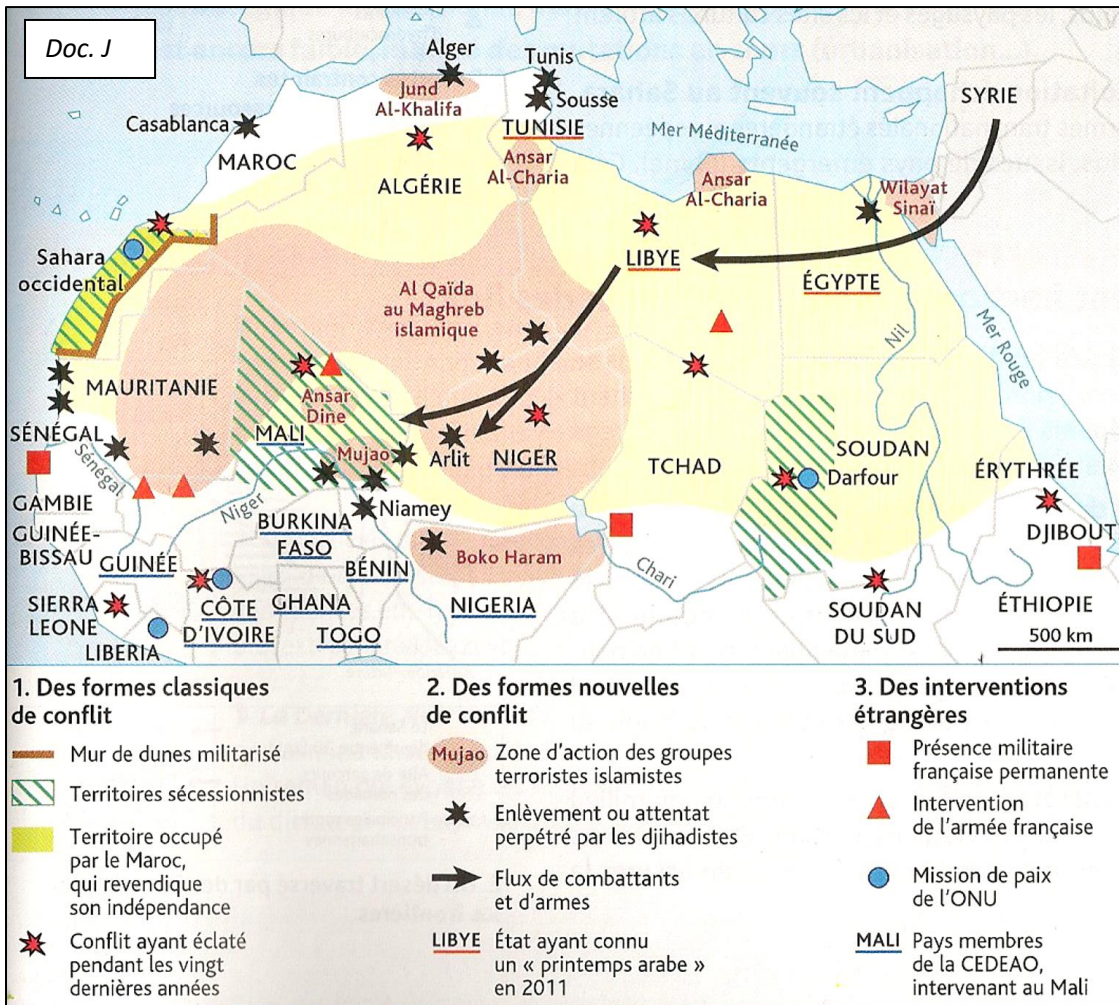 Doc. J
Alger
Tunis
Jund
Al-Khalifa
Sousse
SYRIE
Casablanca
TUNISIE
Mer Méditerranée
MAROC
Ansar
Al-Charia
ALGÉRIE
Ansar
Al-Charia
Wilayat
Sinaï
Sahara
occidental
LIBYE
ÉGYPTE
Al Qaïda
au Maghreb
islamique
Nil
Mer Rouge
MAURITANIE
Ansar
Dine
SÉNÉGAL
MALI
Mujao
Arlit
NIGER
TCHAD
SOUDAN
Darfour
ÉRYTHRÉE
Sénégal
GAMBIE
Niger
Niamey
GUINÉE-
BISSAU
BURKINA
FASO
DJIBOUT
GUINÉE
BÉNIN
Boko Haram
Chari
SIERRA
LEONE
CÔTE
D'IVOIRE
GHANA
TOGO
NIGERIA
SOUDAN
DU SUD
ÉTHIOPIE
LIBERIA
500 km
1. Des formes classiques
de conflit
Mur de dunes militarisé
Territoires sécessionnistes
Territoire occupé
par le Maroc,
qui revendique
son indépendance
Conflit ayant éclaté
pendant les vingt
dernières années
2. Des formes nouvelles
de conflit
Mujao
Zone d'action des groupes
terroristes islamistes
Enlèvement ou attentat
perpétré par les djihadistes
Flux de combattants
et d'armes
LIBYE
État ayant connu
un « printemps arabe »
en 2011
3. Des interventions
étrangères
Présence militaire
française permanente
Intervention
de l'armée française
Mission de paix
de l'ONU
MALI
Pays membres
de la CEDEAO,
intervenant au Mali